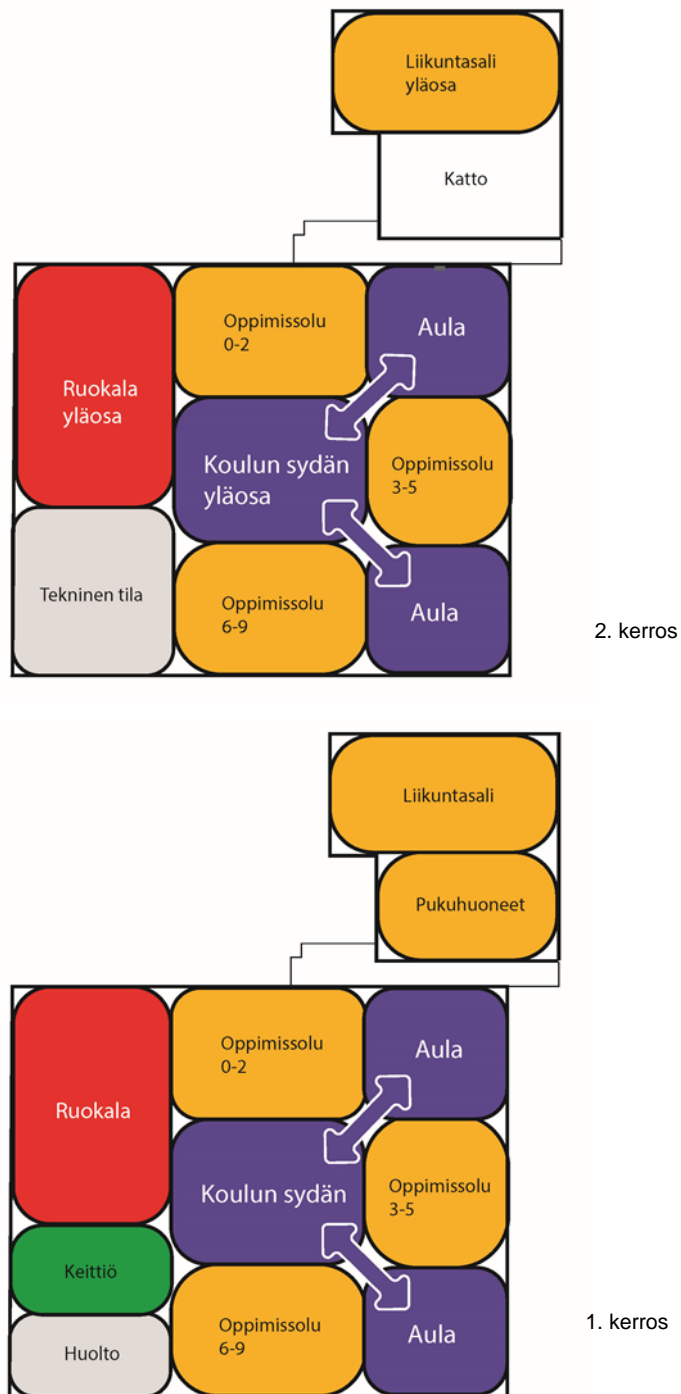 Liikuntasali
yläosa
Katto
Oppimissolu
0-2
Aula
Ruokala
yläosa
Koulun sydän
yläosa
Oppimissolu
3-5
Tekninen tila
Oppimissolu
6-9
Aula
2. kerros
Liikuntasali
Pukuhuoneet
Oppimissolu
0-2
Aula
Ruokala
Koulun sydän
Oppimissolu
3-5
Keittiö
Huolto
Oppimissolu
6-9
Aula
1. kerros